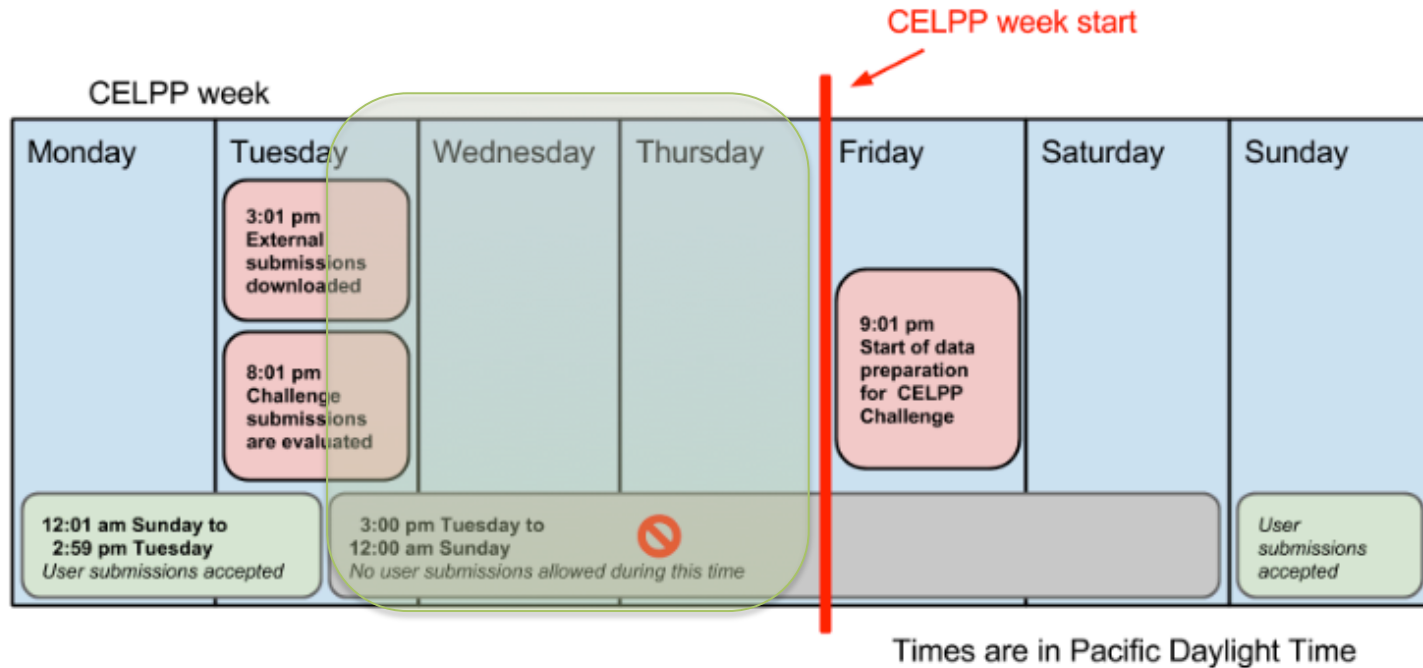 CELPP week start
CELPP week
Monday
Tuesday
Wednesday
Thursday
Friday
Saturday
Sunday
3:01 pm
External
submissions
downloaded
8:01 pm
Challenge
submissions
are evaluated
9:01 pm
Start of data
preparation
for CELPP
Challenge
12:01 am Sunday to
2:59 pm Tuesday
User submissions accepted
3:00 pm Tuesday to
12:00 am Sunday
No user submissions allowed during this time
User
submissions
accepted
Times are in Pacific Daylight Time